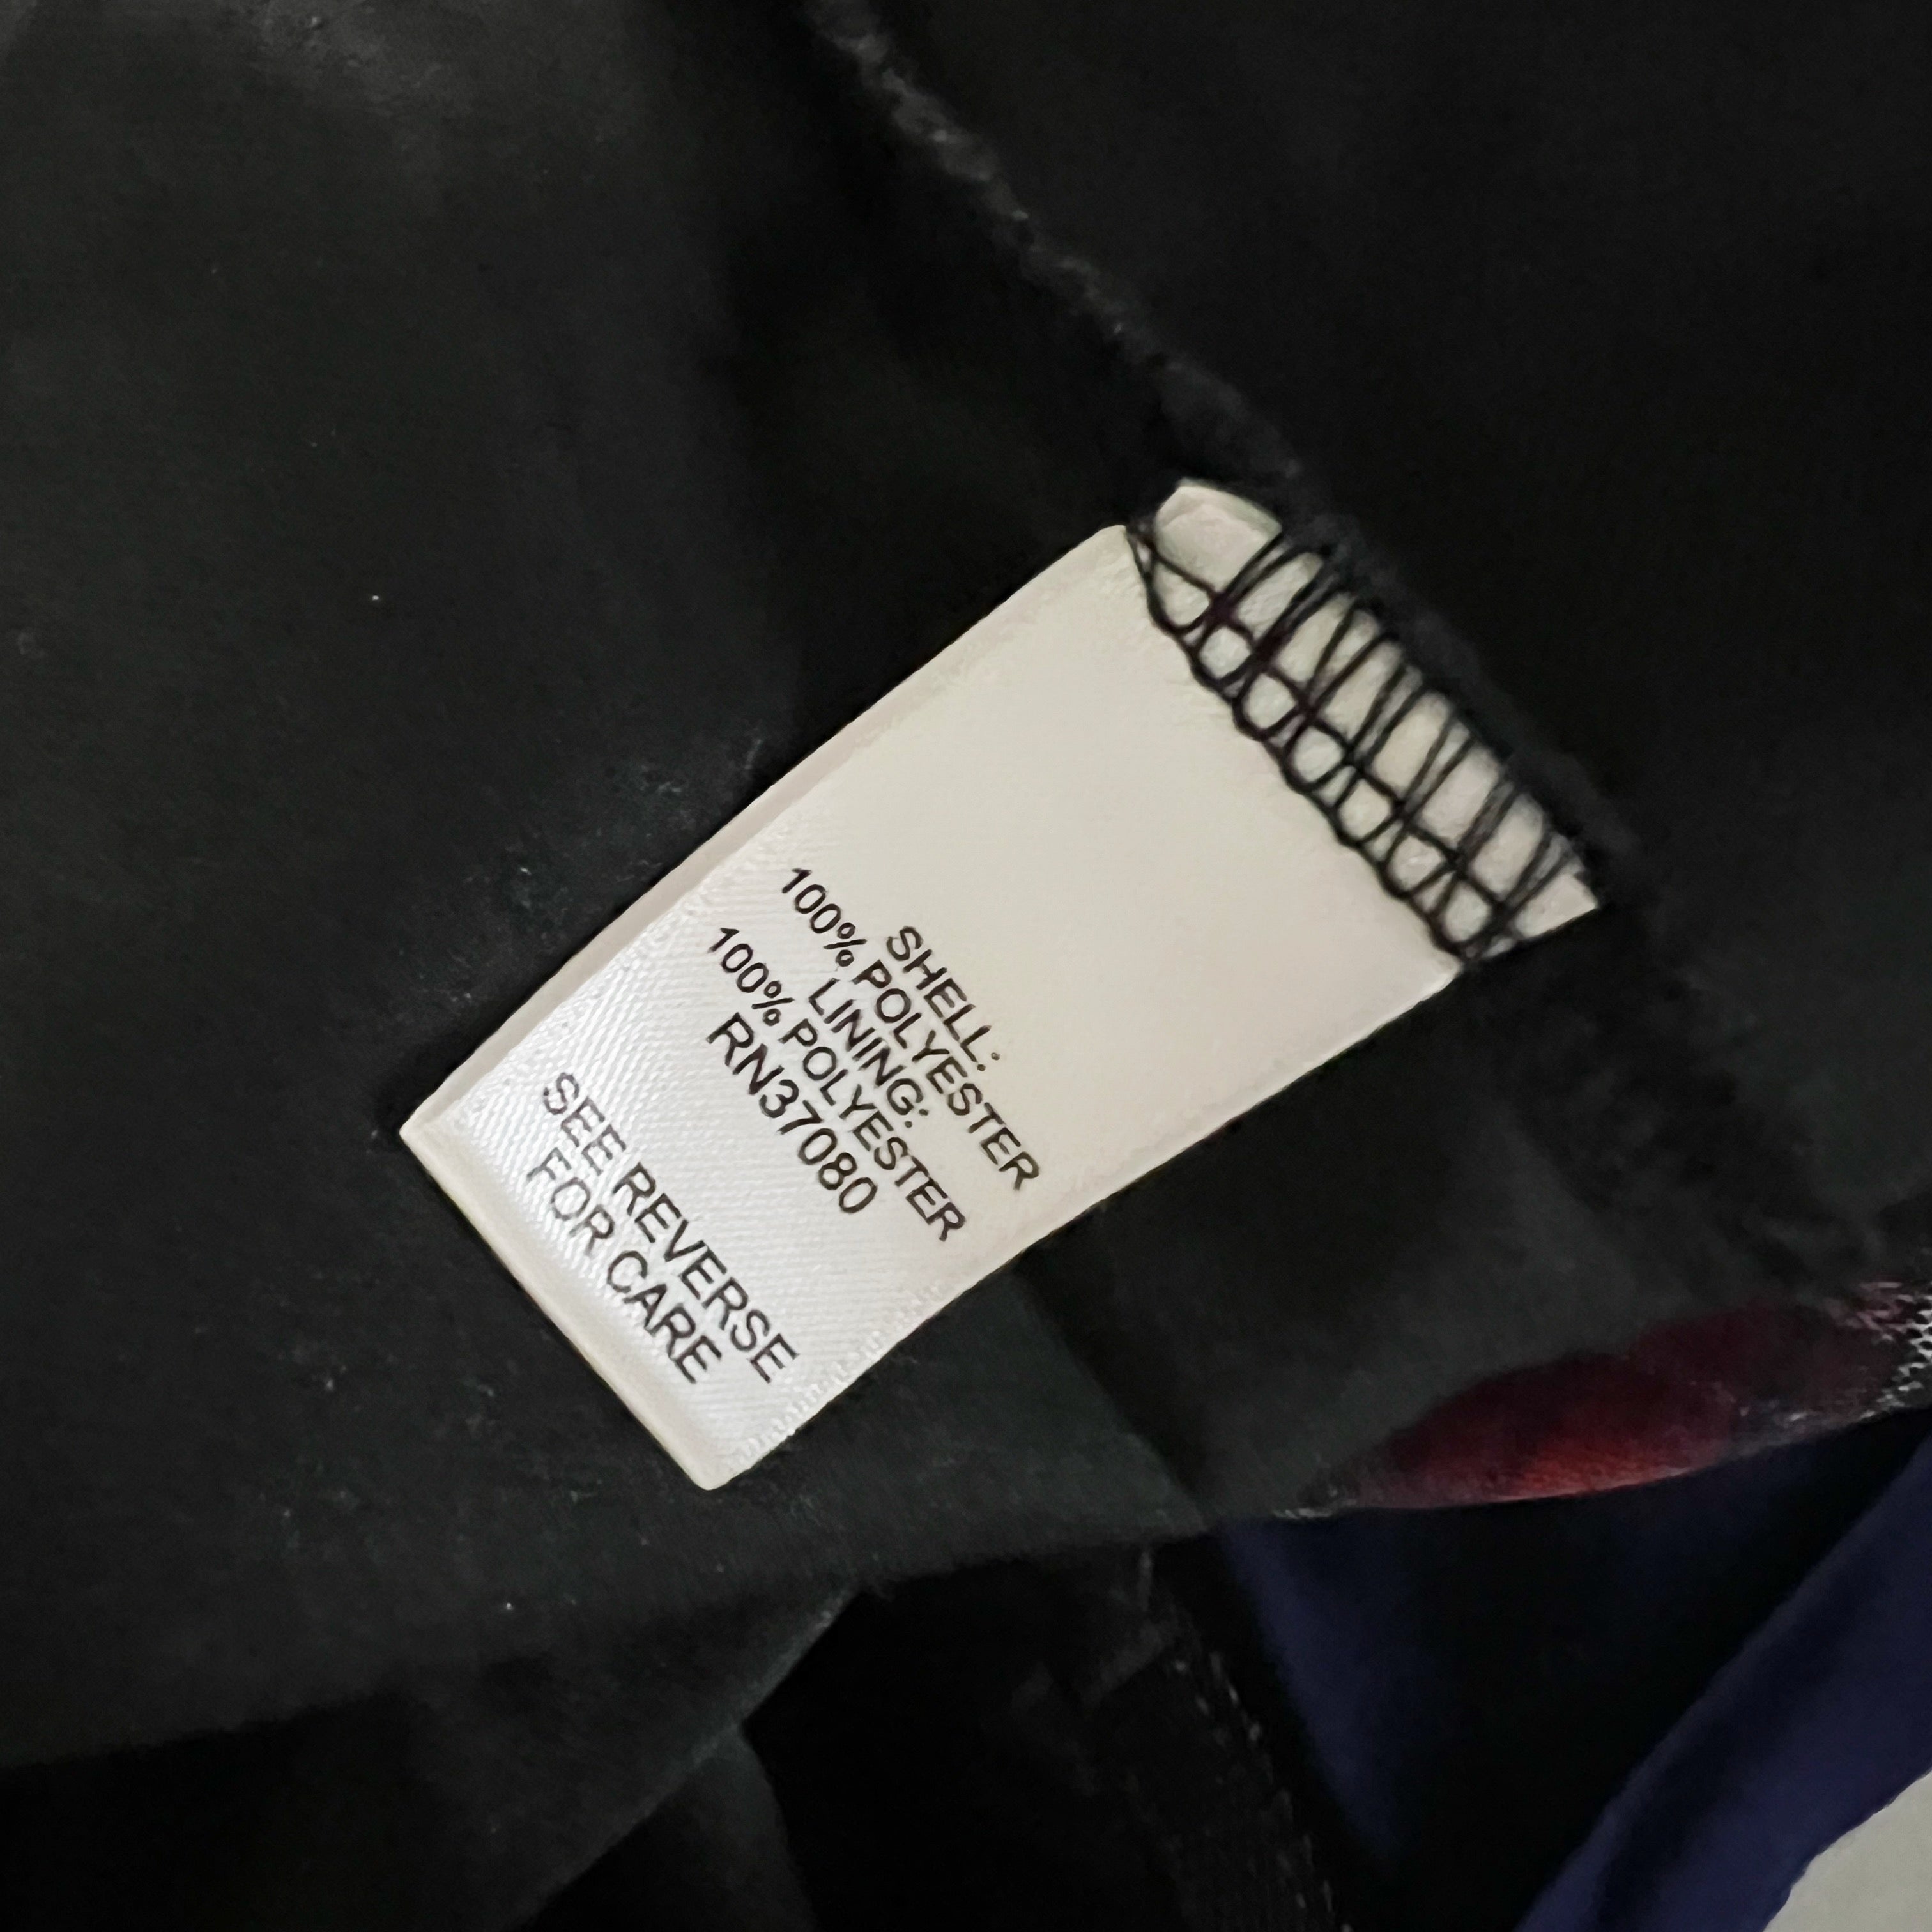 SHELL:
100% POLYESTER
LINING:
100% POLYESTER
RN37080
SEE REVERSE
FOR CARE